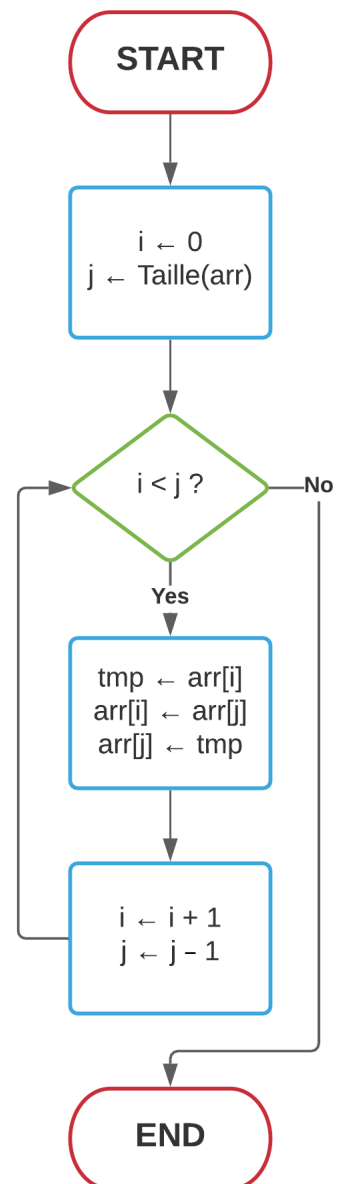 START
i ← 0
j ← Taille(arr)
i < j ?
No
Yes
tmp ← arr[i]
arr[i] ← arr[j]
arr[j] ← tmp
i ← i + 1
j ← j – 1
END